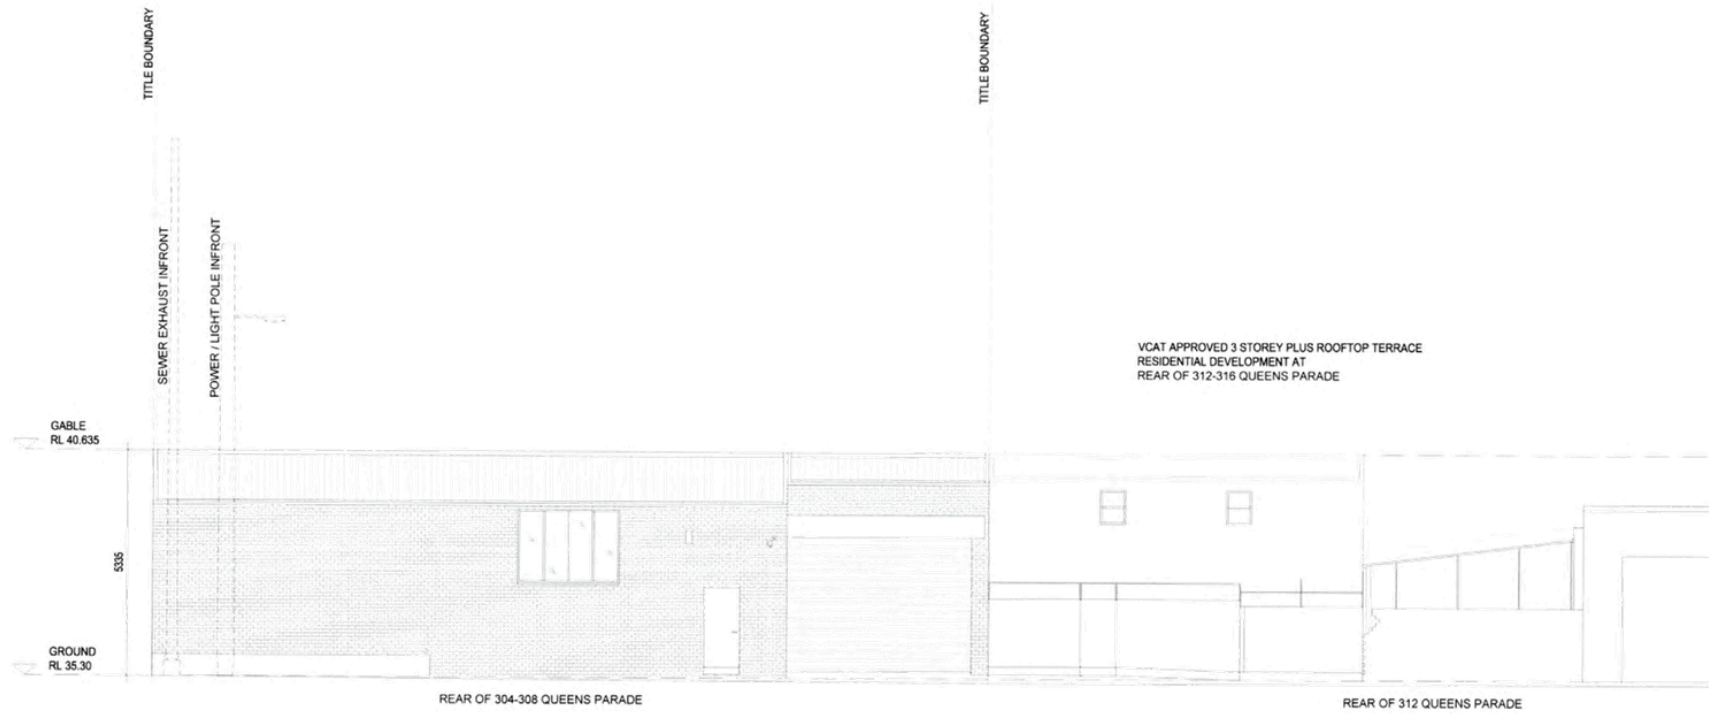 TITLE BOUNDARY
TITLE BOUNDARY
SEWER EXHAUST INFRONT
POWER / LIGHT POLE INFRONT
VCAT APPROVED 3 STOREY PLUS ROOFTOP TERRACE
RESIDENTIAL DEVELOPMENT AT
REAR OF 312-316 QUEENS PARADE
GABLE
RL 40.635
5335
GROUND
RL 35.30
REAR OF 304-308 QUEENS PARADE
REAR OF 312 QUEENS PARADE